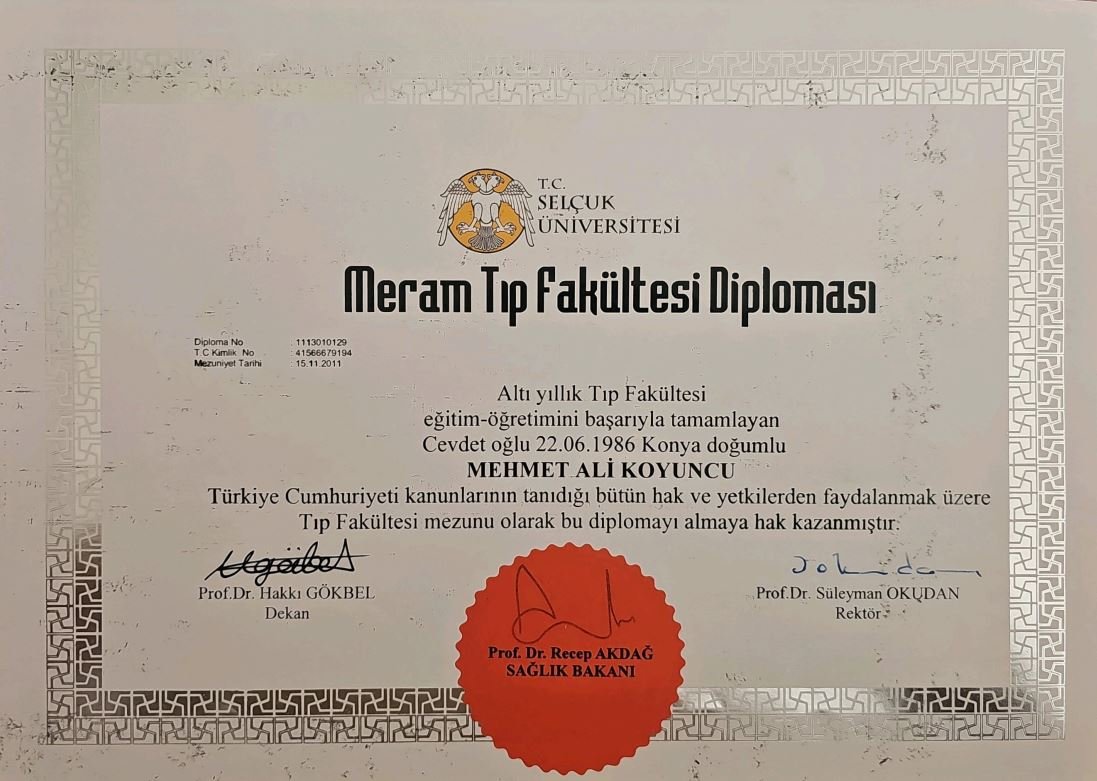 T.C.
SELÇUK
ÜNİVERSİTESİ
Meram Tıp Fakültesi Diploması
Diploma No : 1113010129
T.C Kimlik No : 41566679194
Mezuniyet Tarihi : 15.11.2011
Altı yıllık Tıp Fakültesi
eğitim-öğretimini başarıyla tamamlayan
Cevdet oğlu 22.06.1986 Konya doğumlu
MEHMET ALİ KOYUNCU
Türkiye Cumhuriyeti kanunlarının tanıdığı bütün hak ve yetkilerden faydalanmak üzere
Tıp Fakültesi mezunu olarak bu diplomayı almaya hak kazanmıştır.
Prof.Dr. Hakkı GÖKBEL
Dekan
Prof. Dr. Recep AKDAĞ
SAĞLIK BAKANI
Prof.Dr. Süleyman OKUDAN
Rektör